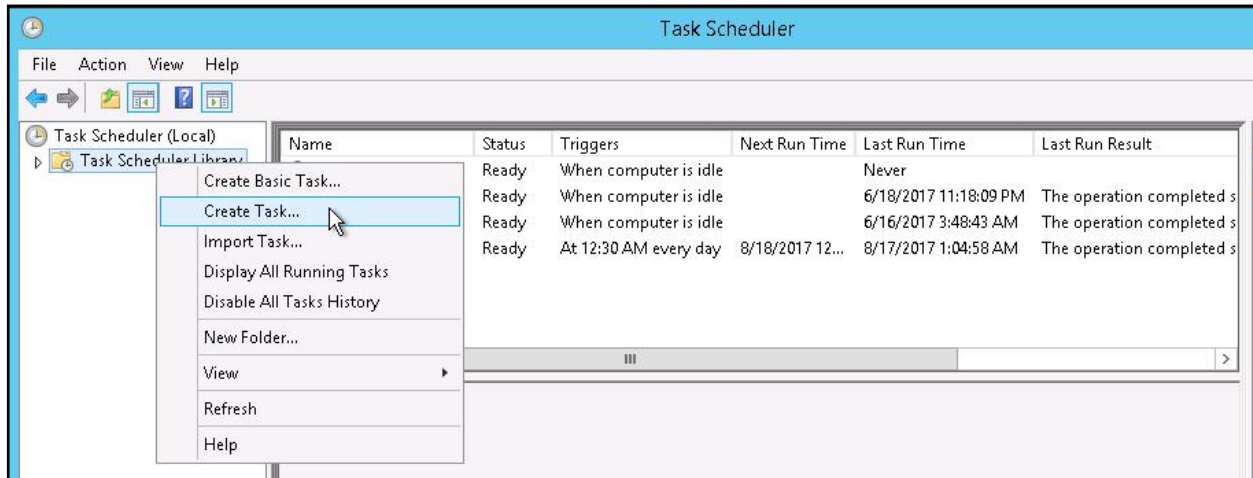 Task Scheduler
File Action View Help
Task Scheduler (Local)
Task Scheduler Library
Name Status Triggers Next Run Time Last Run Time Last Run Result
Ready When computer is idle Never
Ready When computer is idle 6/18/2017 11:18:09 PM The operation completed s
Ready When computer is idle 6/16/2017 3:48:43 AM The operation completed s
Ready At 12:30 AM every day 8/18/2017 12... 8/17/2017 1:04:58 AM The operation completed s
Create Basic Task...
Create Task...
Import Task...
Display All Running Tasks
Disable All Tasks History
New Folder...
View
Refresh
Help